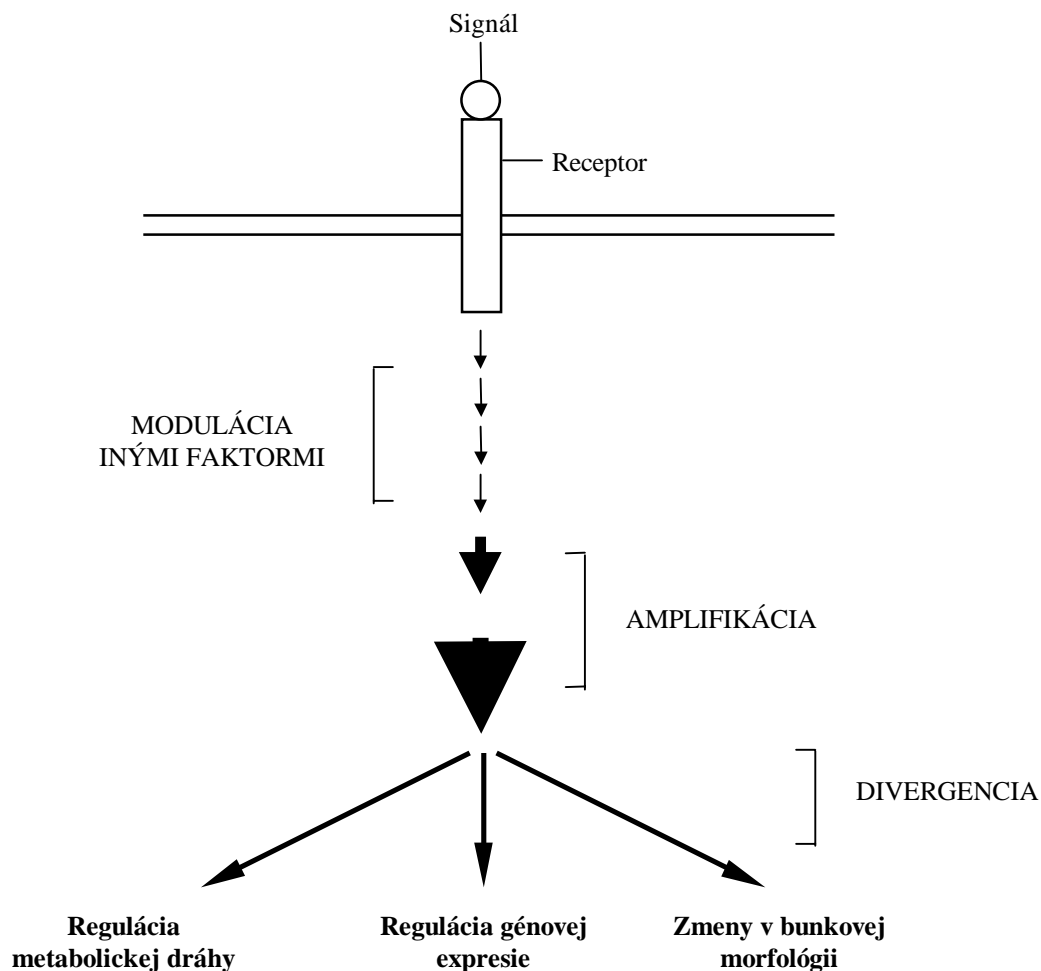 Signál
Receptor
MODULÁCIA
INÝMI FAKTORMI
AMPLIFIKÁCIA
DIVERGENCIA
Regulácia
metabolickej dráhy
Regulácia génovej
expresie
Zmeny v bunkovej
morfológii